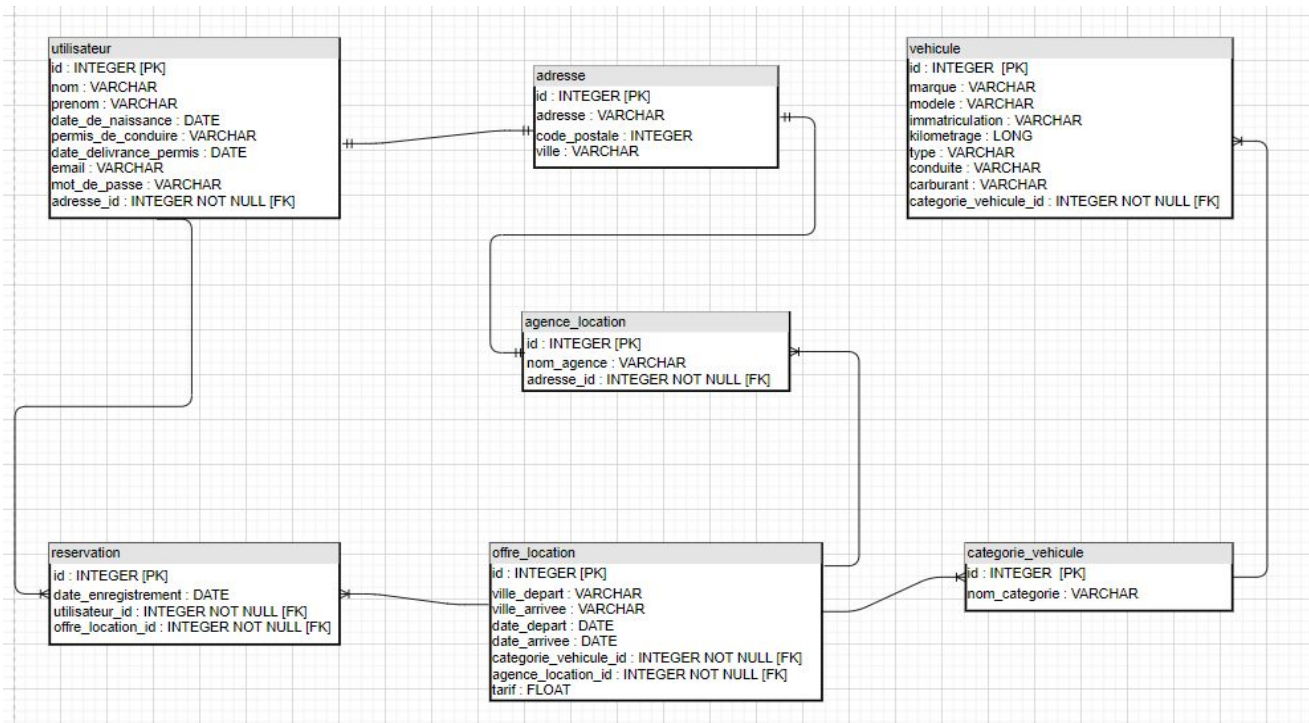 utilisateur
id : INTEGER [PK]
nom : VARCHAR
prenom : VARCHAR
date_de_naissance : DATE
permis_de_conduire : VARCHAR
date_delivrance_permis : DATE
email : VARCHAR
mot_de_passe : VARCHAR
adresse_id : INTEGER NOT NULL [FK]
adresse
id : INTEGER [PK]
adresse : VARCHAR
code_postale : INTEGER
ville : VARCHAR
vehicule
id : INTEGER [PK]
marque : VARCHAR
modele : VARCHAR
immatriculation : VARCHAR
kilometrage : LONG
type : VARCHAR
conduite : VARCHAR
carburant : VARCHAR
categorie_vehicule_id : INTEGER NOT NULL [FK]
agence_location
id : INTEGER [PK]
nom_agence : VARCHAR
adresse_id : INTEGER NOT NULL [FK]
reservation
id : INTEGER [PK]
date_enregistrement : DATE
utilisateur_id : INTEGER NOT NULL [FK]
offre_location_id : INTEGER NOT NULL [FK]
offre_location
id : INTEGER [PK]
ville_depart : VARCHAR
ville_arrivee : VARCHAR
date_depart : DATE
date_arrivee : DATE
categorie_vehicule_id : INTEGER NOT NULL [FK]
agence_location_id : INTEGER NOT NULL [FK]
tarif : FLOAT
categorie_vehicule
id : INTEGER [PK]
nom_categorie : VARCHAR